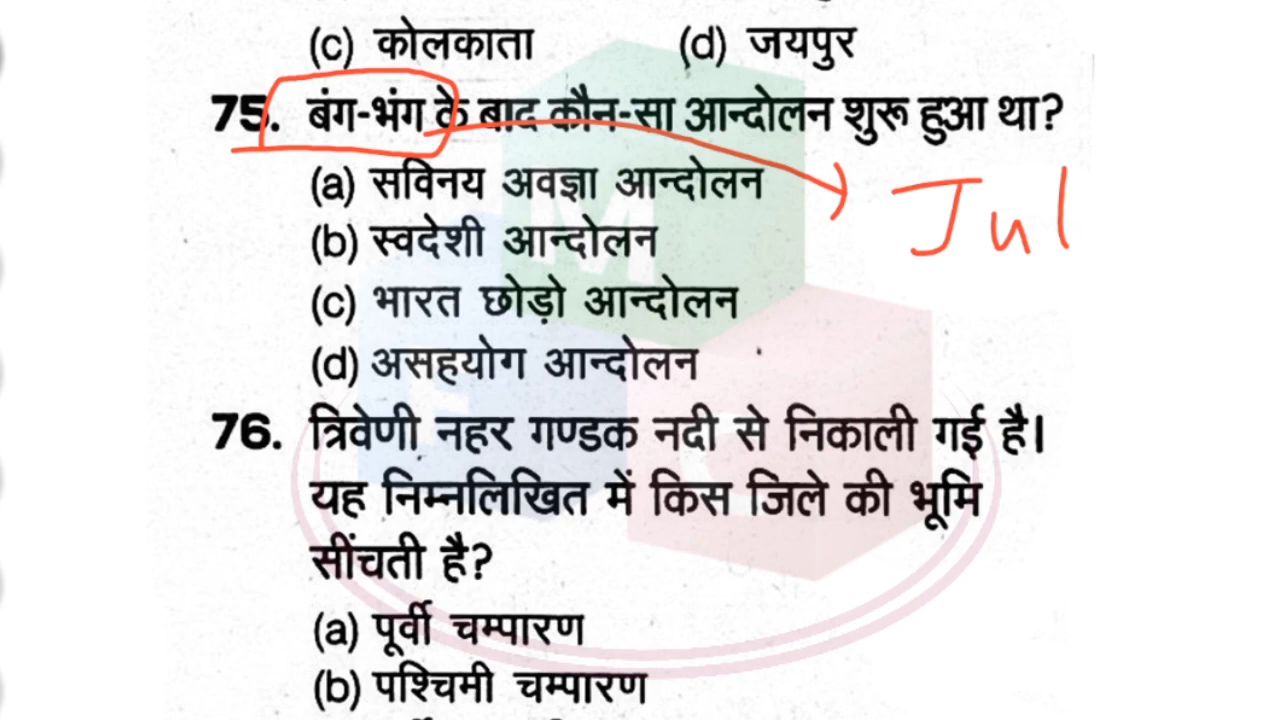 (c) कोलकाता (d) जयपुर
75. बंग-भंग के बाद कौन-सा आन्दोलन शुरू हुआ था?
Jul
(a) सविनय अवज्ञा आन्दोलन
(b) स्वदेशी आन्दोलन
(c) भारत छोड़ो आन्दोलन
(d) असहयोग आन्दोलन
76. त्रिवेणी नहर गण्डक नदी से निकाली गई है।
यह निम्नलिखित में किस जिले की भूमि
सींचती है?
(a) पूर्वी चम्पारण
(b) पश्चिमी चम्पारण